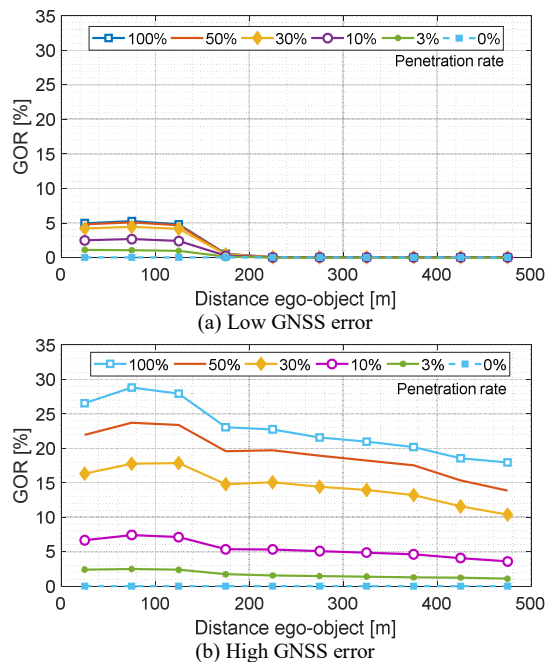 35
30
25
20
15
10
5
0
GOR [%]
100% 50% 30% 10% 3% 0%
Penetration rate
0 100 200 300 400 500
Distance ego-object [m]
(a) Low GNSS error
35
30
25
20
15
10
5
0
GOR [%]
100% 50% 30% 10% 3% 0%
Penetration rate
0 100 200 300 400 500
Distance ego-object [m]
(b) High GNSS error